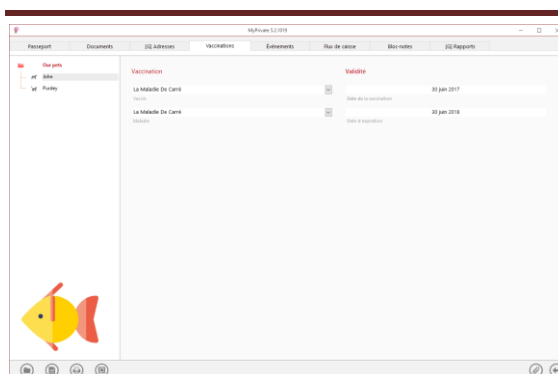 MyPrivate 5.2.1019
Passeport Documents Adresses Vaccinations Événements Flux de caisse Bloc-notes Rapports
Our pets
Vaccination Validité
John
Pussey
La Maladie De Carré 30 juin 2017
Vaccin Date de la vaccination
La Maladie De Carré 30 juin 2018
Maladie Date d'expiration